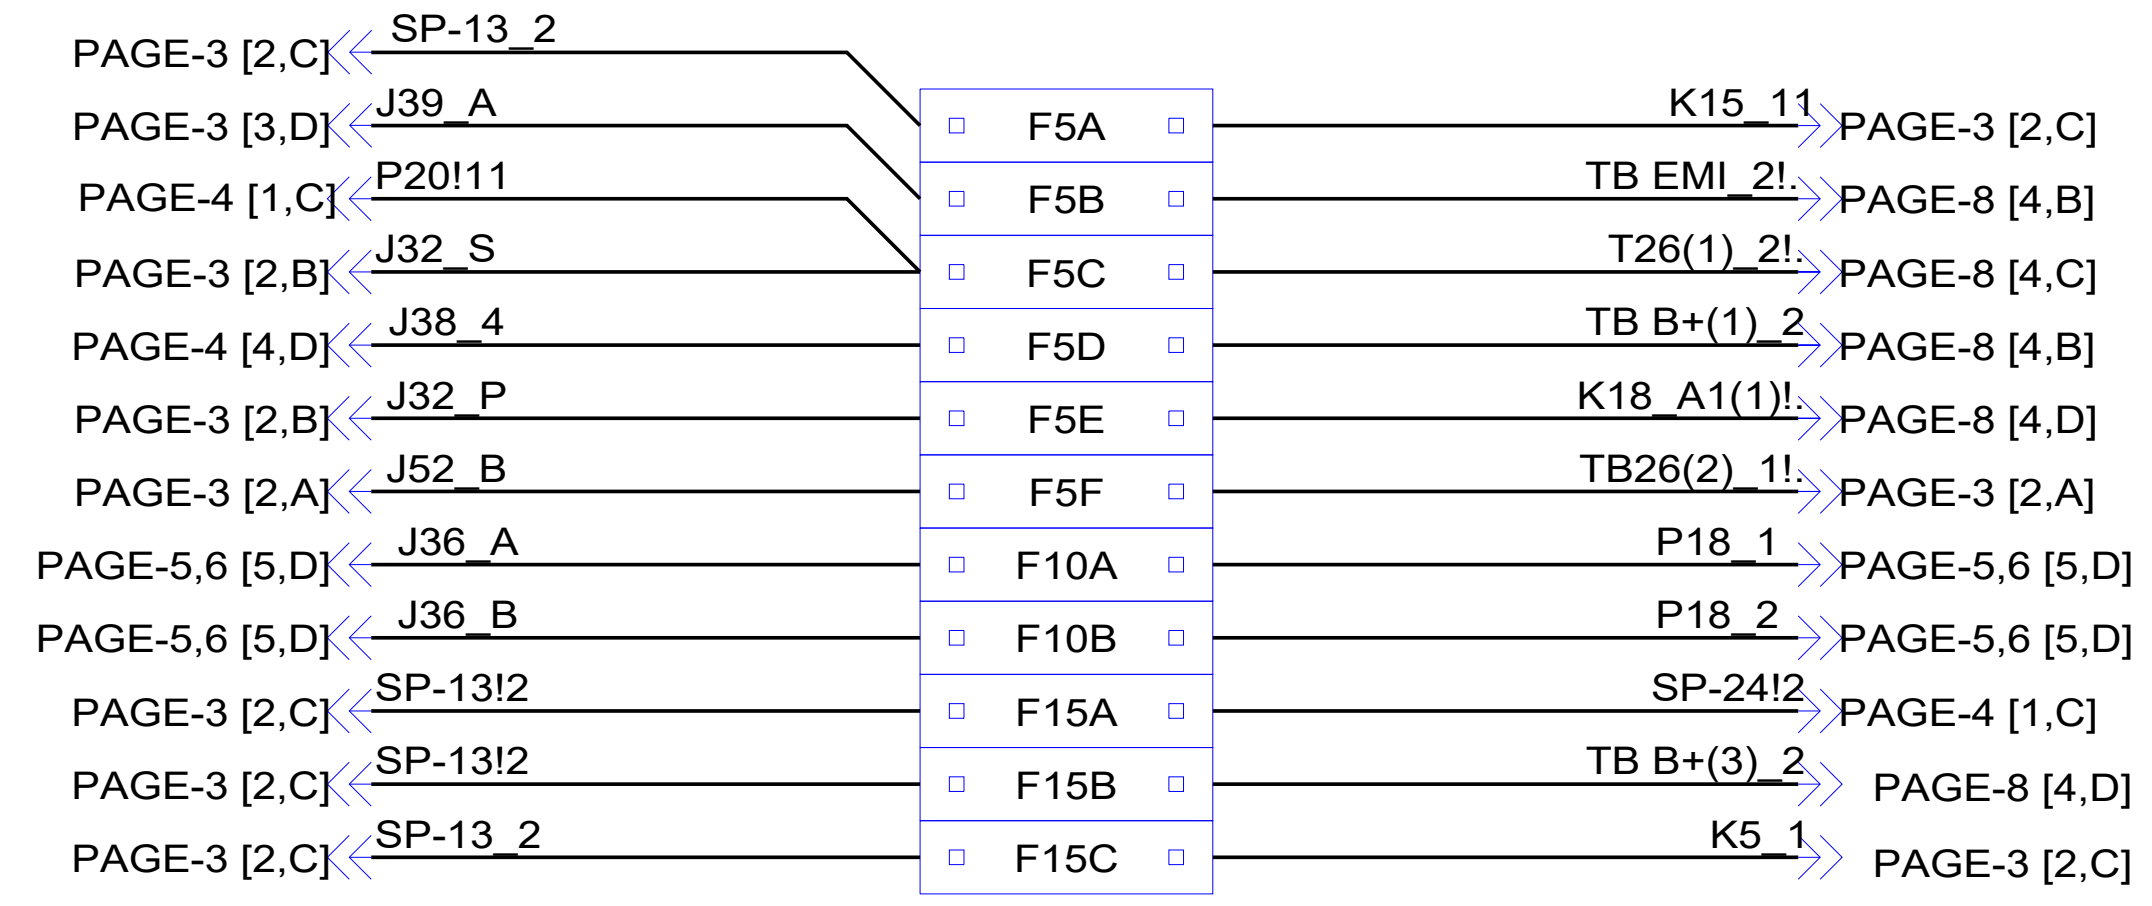 SP-13_2
PAGE-3 [2,C]
J39_A K15_11
PAGE-3 [3,D] F5A PAGE-3 [2,C]
P20!11 TB EMI_2!.
PAGE-4 [1,C] F5B PAGE-8 [4,B]
J32_S T26(1)_2!.
PAGE-3 [2,B] F5C PAGE-8 [4,C]
J38_4 TB B+(1)_2
PAGE-4 [4,D] F5D PAGE-8 [4,B]
J32_P K18_A1(1)!.
PAGE-3 [2,B] F5E PAGE-8 [4,D]
J52_B TB26(2)_1!.
PAGE-3 [2,A] F5F PAGE-3 [2,A]
J36_A P18_1
PAGE-5,6 [5,D] F10A PAGE-5,6 [5,D]
J36_B P18_2
PAGE-5,6 [5,D] F10B PAGE-5,6 [5,D]
SP-13!2 SP-24!2
PAGE-3 [2,C] F15A PAGE-4 [1,C]
SP-13!2 TB B+(3)_2
PAGE-3 [2,C] F15B PAGE-8 [4,D]
SP-13_2 K5_1
PAGE-3 [2,C] F15C PAGE-3 [2,C]